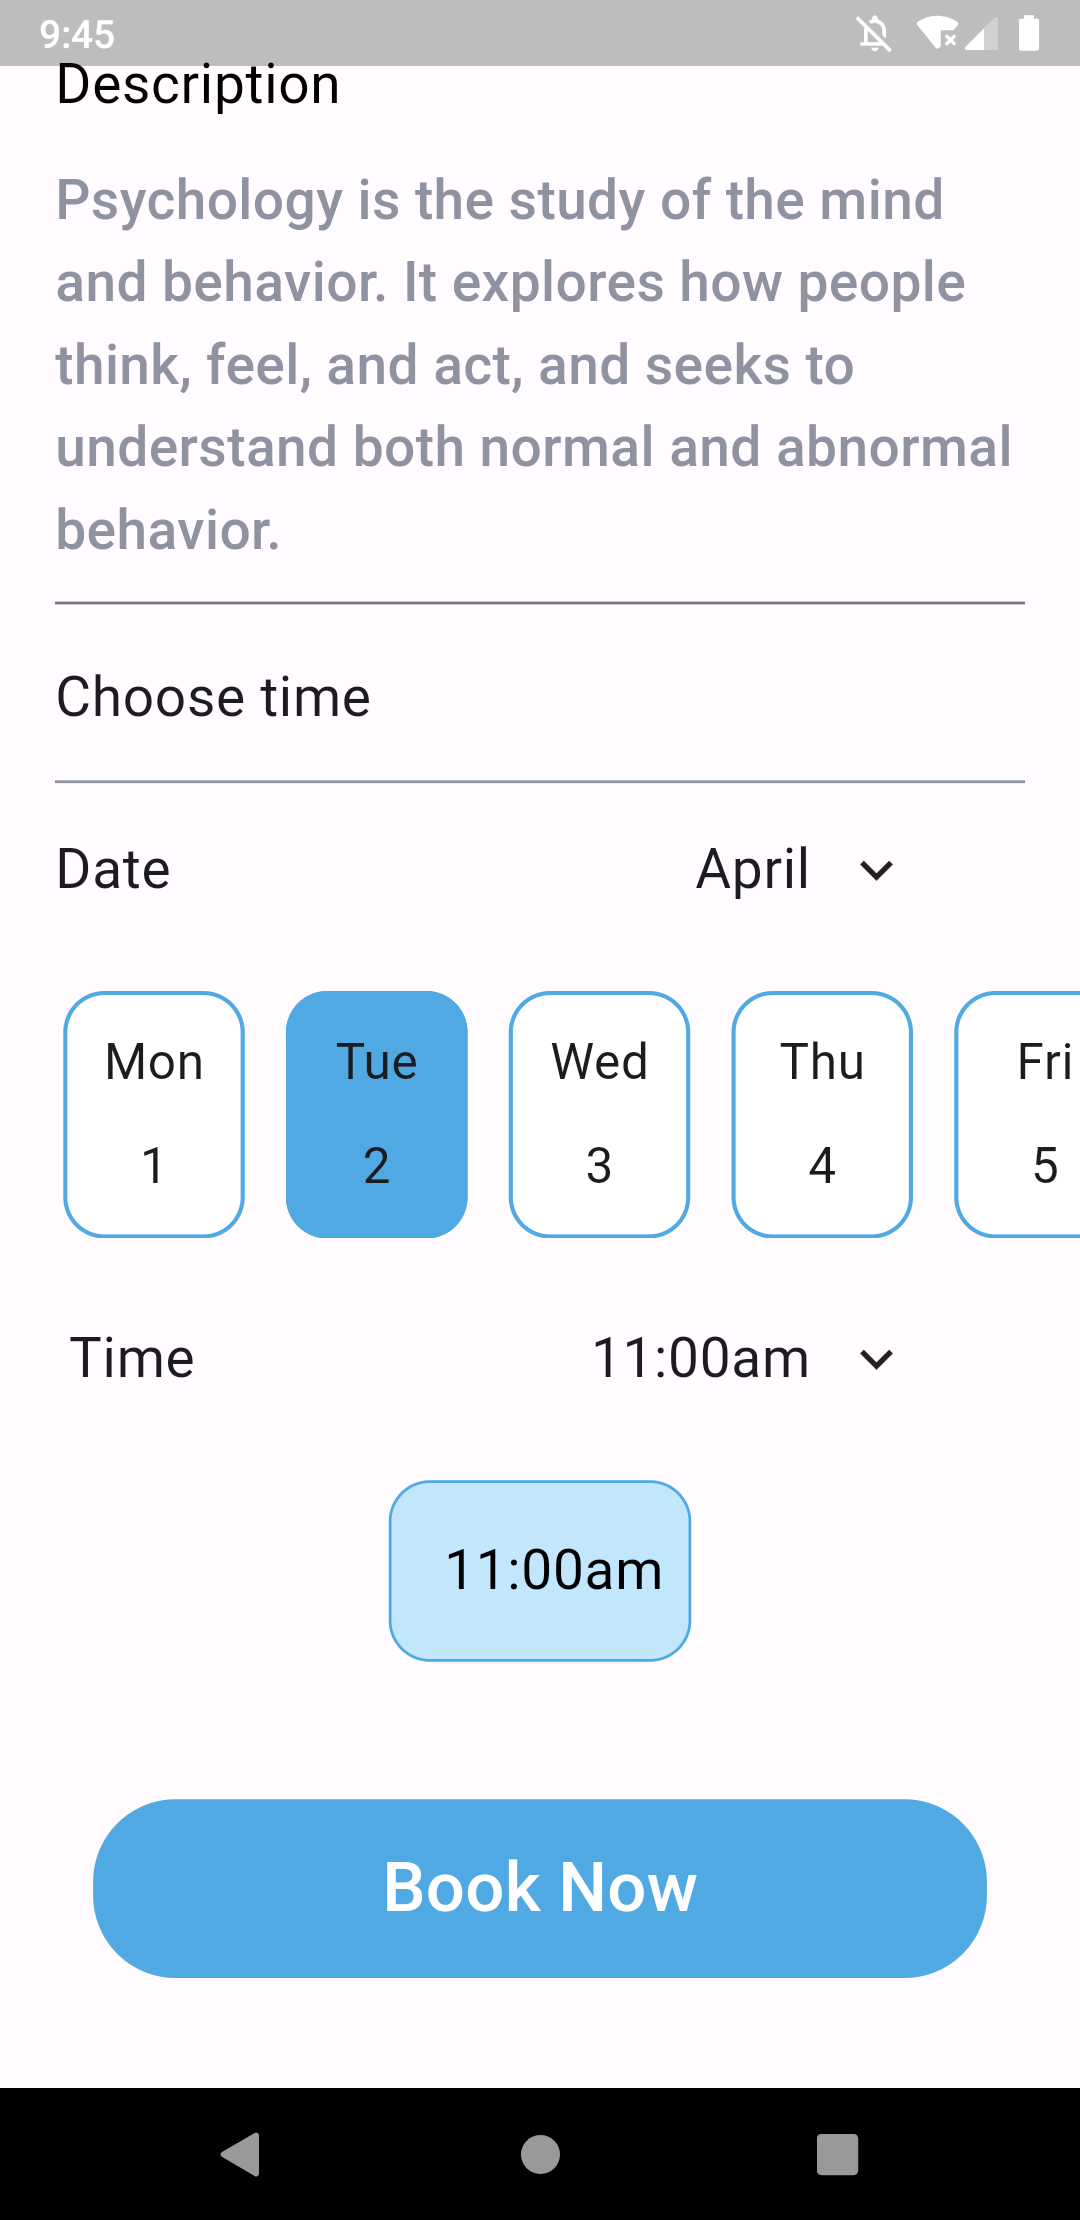 9:45
Description
Psychology is the study of the mind
and behavior. It explores how people
think, feel, and act, and seeks to
understand both normal and abnormal
behavior.
Choose time
Date April
Mon Tue Wed Thu Fri
1 2 3 4 5
Time 11:00am
11:00am
Book Now